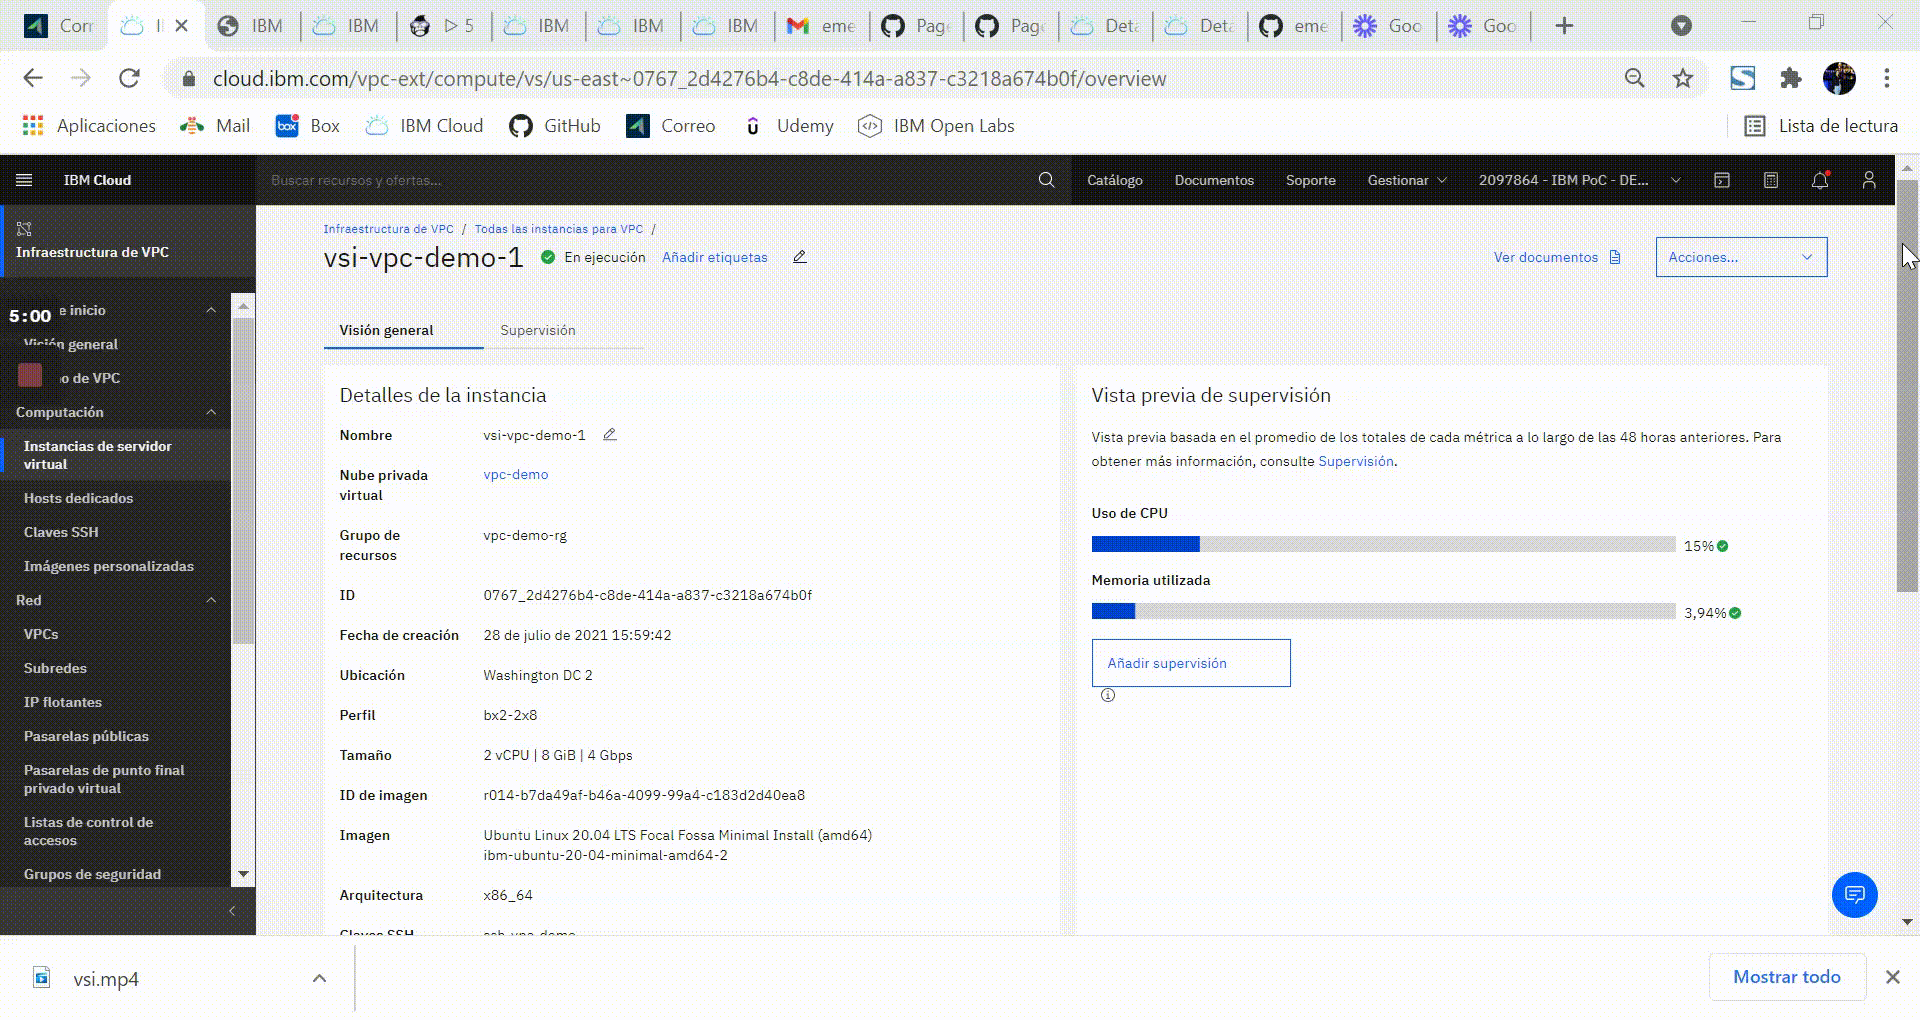 Corr
IBM
IBM
5
IBM
IBM
IBM
eme
Page
Page
Deta
Deta
eme
Goo
Goo
cloud.ibm.com/vpc-ext/compute/vs/us-east~0767_2d4276b4-c8de-414a-a837-c3218a674b0f/overview
Aplicaciones
Mail
box
Box
IBM Cloud
GitHub
Correo
Udemy
IBM Open Labs
Lista de lectura
IBM Cloud
Buscar recursos y ofertas...
Catálogo
Documentos
Soporte
Gestionar
2097864 - IBM PoC - DE...
Infraestructura de VPC
5:00
e inicio
Visión general
o de VPC
Computación
Instancias de servidor
virtual
Hosts dedicados
Claves SSH
Imágenes personalizadas
Red
VPCs
Subredes
IP flotantes
Pasarelas públicas
Pasarelas de punto final
privado virtual
Listas de control de
accesos
Grupos de seguridad
Infraestructura de VPC / Todas las instancias para VPC /
vsi-vpc-demo-1
En ejecución
Añadir etiquetas
Ver documentos
Acciones...
Visión general
Supervisión
Detalles de la instancia
Nombre
vsi-vpc-demo-1
Nube privada
virtual
vpc-demo
Grupo de
recursos
vpc-demo-rg
ID
0767_2d4276b4-c8de-414a-a837-c3218a674b0f
Fecha de creación
28 de julio de 2021 15:59:42
Ubicación
Washington DC 2
Perfil
bx2-2x8
Tamaño
2 vCPU | 8 GiB | 4 Gbps
ID de imagen
r014-b7da49af-b46a-4099-99a4-c183d2d40ea8
Imagen
Ubuntu Linux 20.04 LTS Focal Fossa Minimal Install (amd64)
ibm-ubuntu-20-04-minimal-amd64-2
Arquitectura
x86_64
Claves SSH
ssh-vpc-demo
Vista previa de supervisión
Vista previa basada en el promedio de los totales de cada métrica a lo largo de las 48 horas anteriores. Para
obtener más información, consulte Supervisión.
Uso de CPU
15%
Memoria utilizada
3,94%
Añadir supervisión
vsi.mp4
Mostrar todo